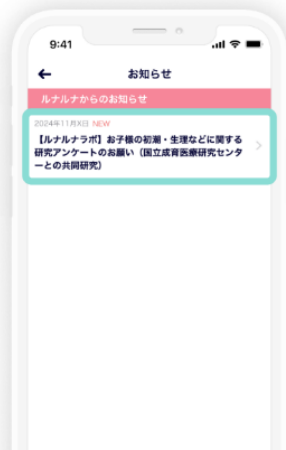 9:41
お知らせ
ルナルナからのお知らせ
2024年11月X日 NEW
【ルナルナラボ】お子様の初潮・生理などに関する
研究アンケートのお願い（国立成育医療研究センタ
ーとの共同研究）